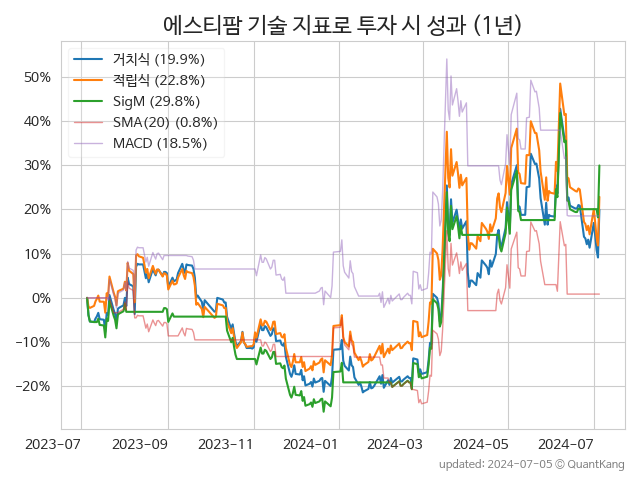 에스티팜 기술 지표로 투자 시 성과 (1년)
거치식 (19.9%)
적립식 (22.8%)
SigM (29.8%)
SMA(20) (0.8%)
MACD (18.5%)
50%
40%
30%
20%
10%
0%
−10%
−20%
2023-07 2023-09 2023-11 2024-01 2024-03 2024-05 2024-07
updated: 2024-07-05 © QuantKang